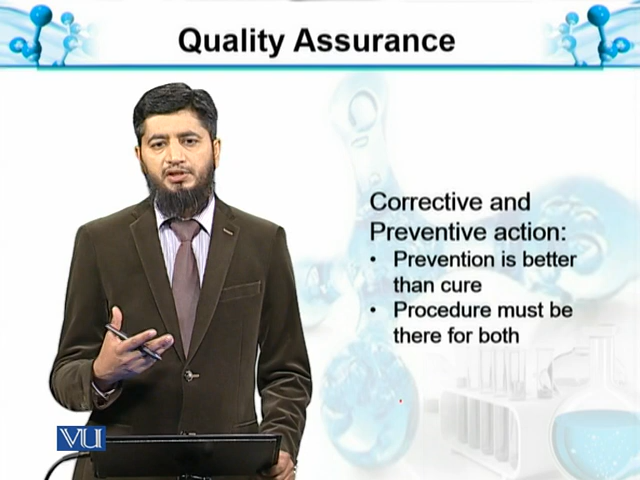 Quality Assurance
Corrective and
Preventive action:
• Prevention is better
than cure
• Procedure must be
there for both
VU